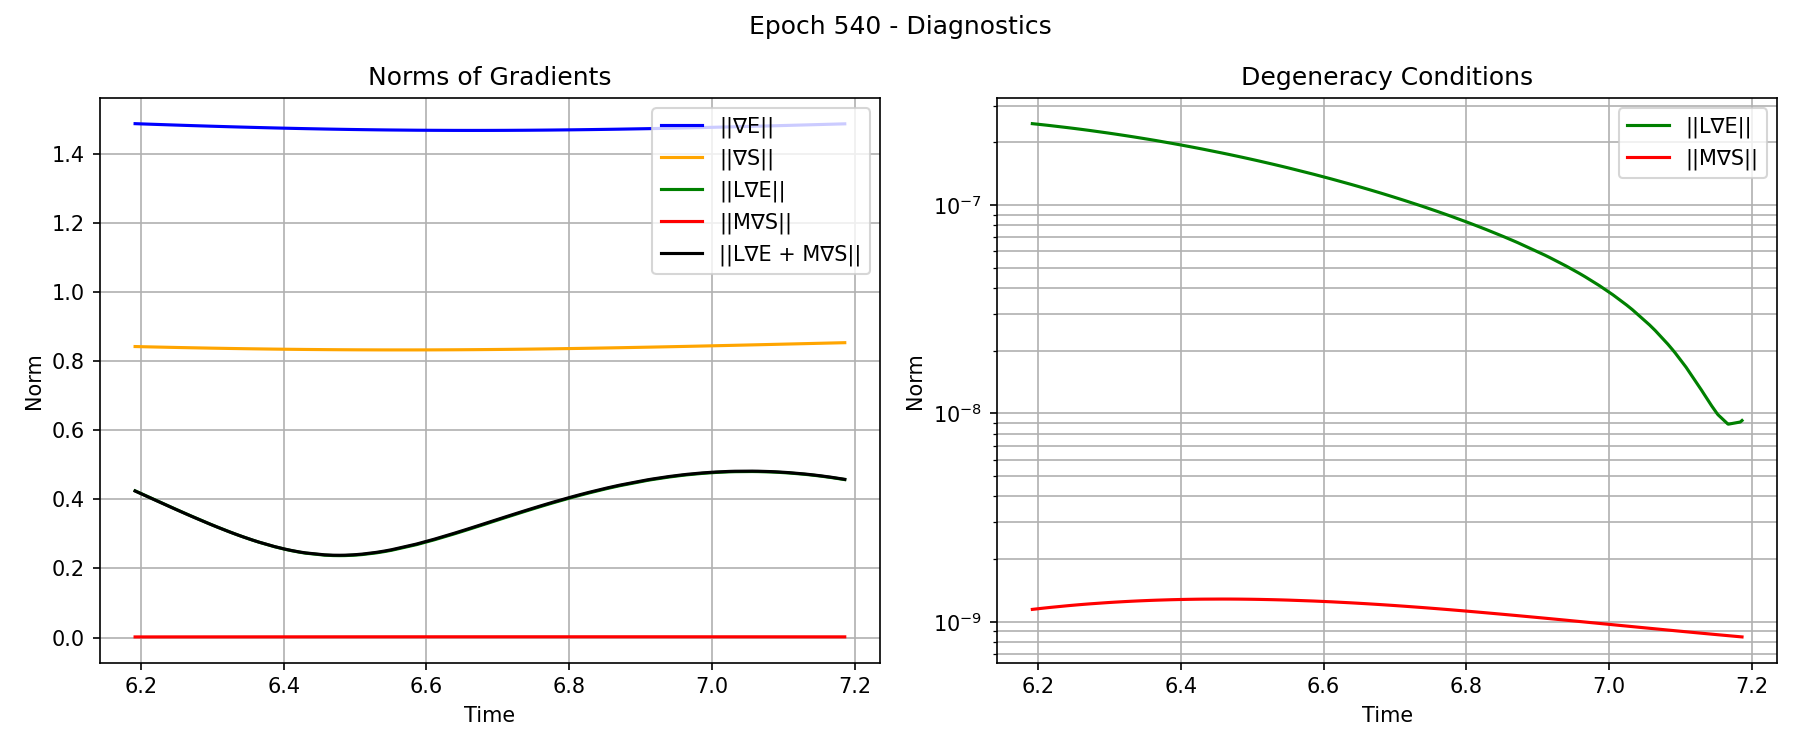 Epoch 540 - Diagnostics
Norms of Gradients
||∇E||
||∇S||
||L∇E||
||M∇S||
||L∇E + M∇S||
Norm
1.4
1.2
1.0
0.8
0.6
0.4
0.2
0.0
6.2 6.4 6.6 6.8 7.0 7.2
Time
Degeneracy Conditions
||L∇E||
||M∇S||
Norm
10⁻⁷
10⁻⁸
10⁻⁹
6.2 6.4 6.6 6.8 7.0 7.2
Time